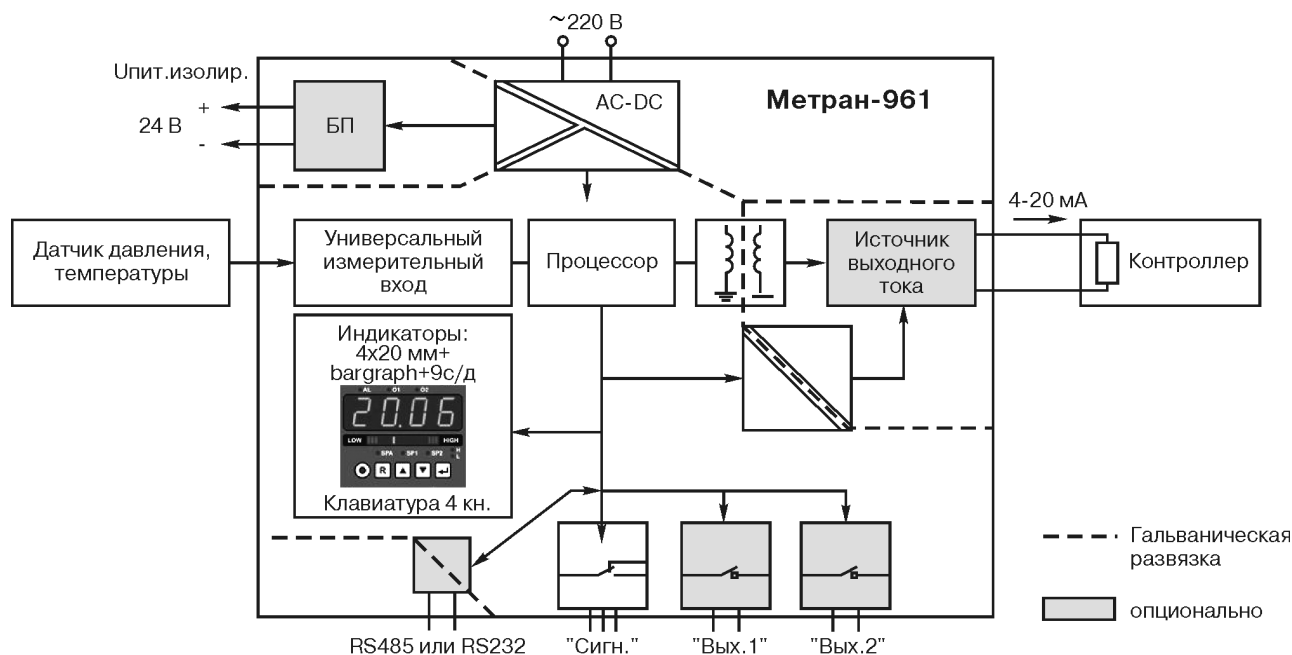 ~220 В
Uпит.изолир.
+
24 В
-
БП
AC-DC
Метран-961
4-20 мА
Датчик давления,
температуры
Универсальный
измерительный
вход
Процессор
Источник
выходного
тока
Контроллер
Индикаторы:
4х20 мм+
bargraph+9с/д
AL O1 O2
20.06
LOW HIGH
SPA SP1 SP2 H
L
R
Клавиатура 4 кн.
Гальваническая
развязка
опционально
RS485 или RS232
"Сигн."
"Вых.1"
"Вых.2"